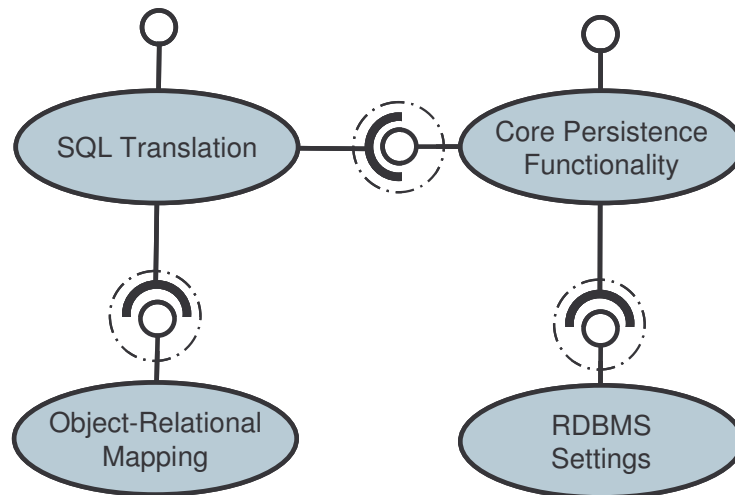 SQL Translation
Core Persistence
Functionality
Object-Relational
Mapping
RDBMS
Settings